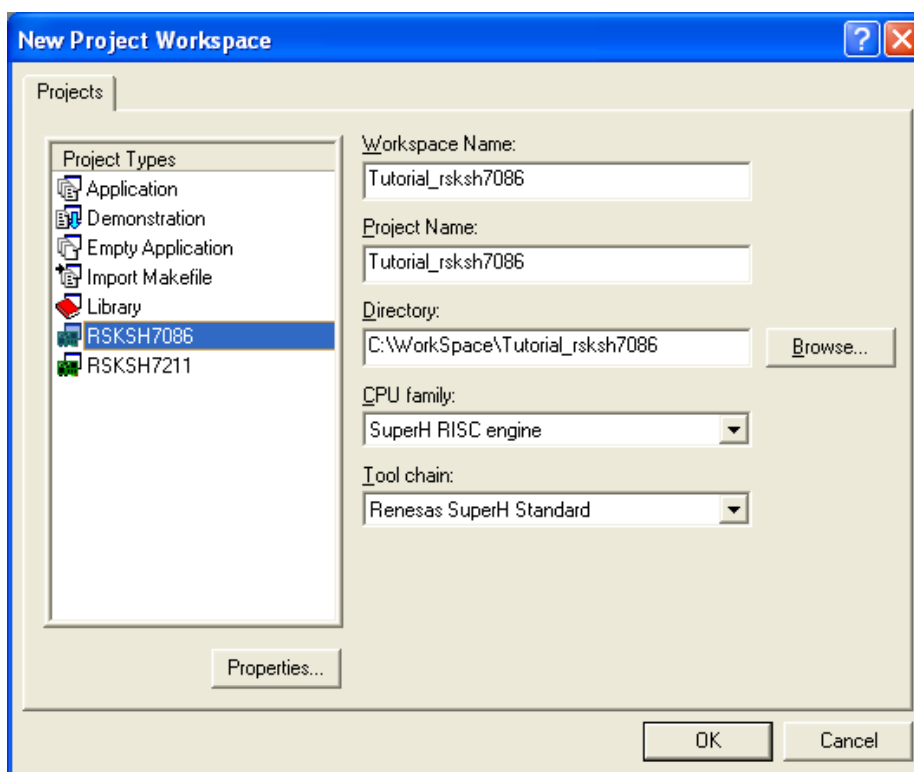 New Project Workspace
Projects
Project Types
Application
Demonstration
Empty Application
Import Makefile
Library
RSKSH7086
RSKSH7211
Properties...
Workspace Name:
Tutorial_rsksh7086
Project Name:
Tutorial_rsksh7086
Directory:
C:\WorkSpace\Tutorial_rsksh7086
Browse...
CPU family:
SuperH RISC engine
Tool chain:
Renesas SuperH Standard
OK
Cancel